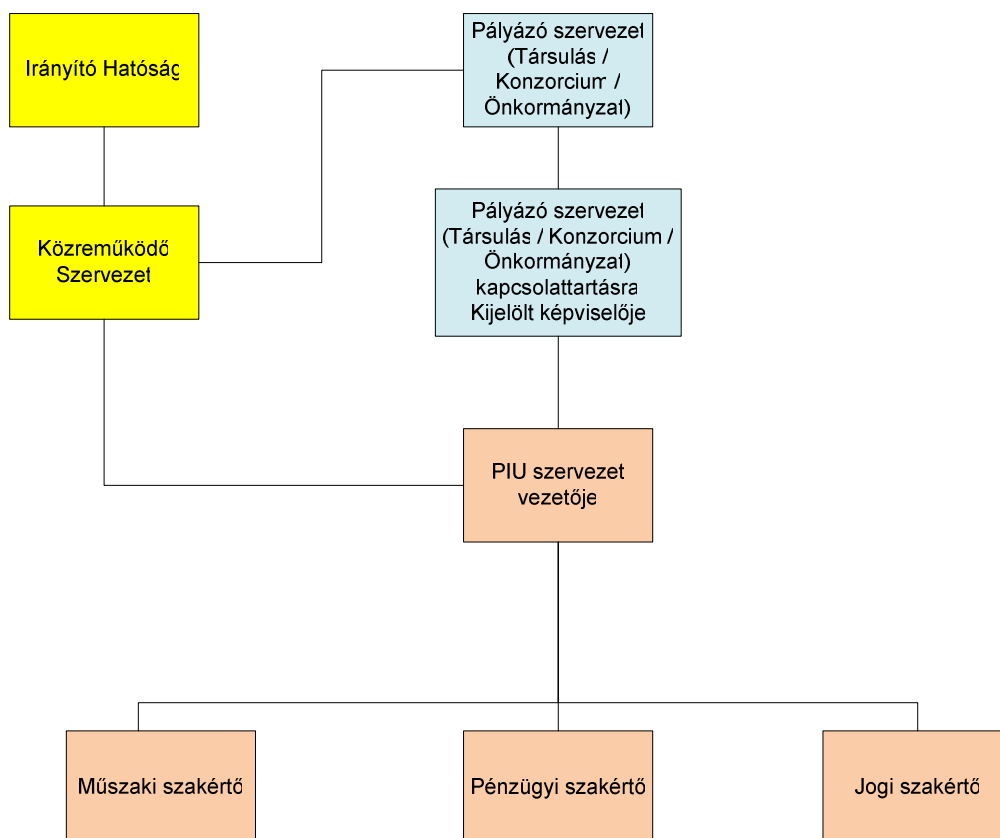 Irányító Hatóság
Pályázó szervezet
(Társulás /
Konzorcium /
Önkormányzat)
Közreműködő
Szervezet
Pályázó szervezet
(Társulás / Konzorcium /
Önkormányzat)
kapcsolattartásra
Kijelölt képviselője
PIU szervezet
vezetője
Műszaki szakértő
Pénzügyi szakértő
Jogi szakértő